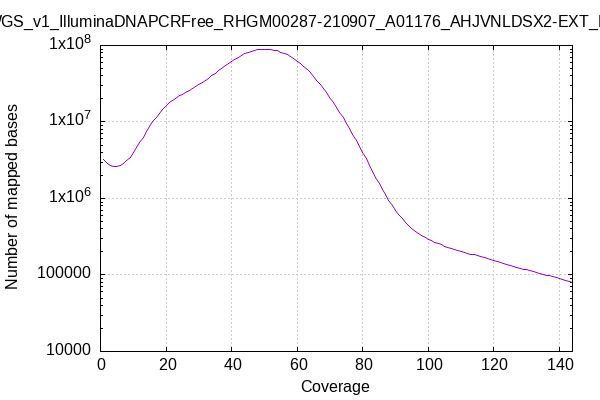 WGS_v1_IlluminaDNAPCRFree_RHGM00287-210907_A01176_AHJVNLDSX2-EXT_
Number of mapped bases
1x10^8
1x10^7
1x10^6
100000
10000
0 20 40 60 80 100 120 140
Coverage